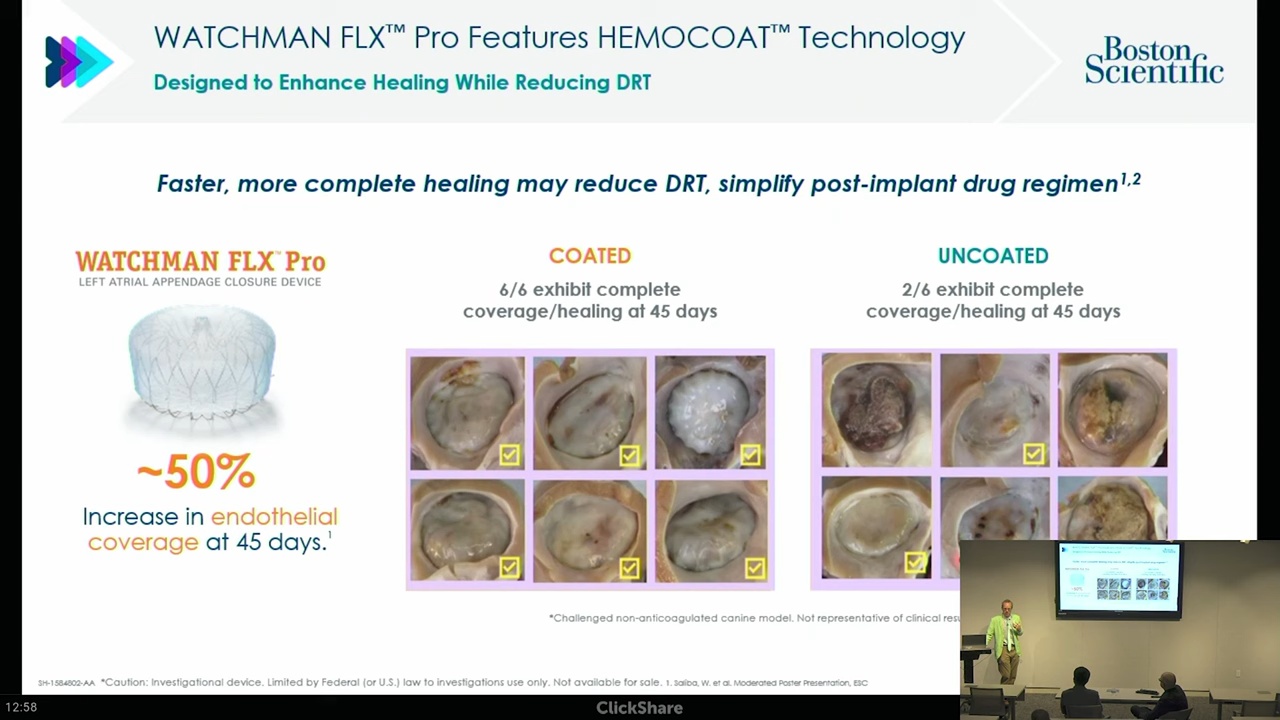 WATCHMAN FLX™ Pro Features HEMOCOAT™ Technology
Designed to Enhance Healing While Reducing DRT
Boston
Scientific
Faster, more complete healing may reduce DRT, simplify post-implant drug regimen1,2
WATCHMAN FLX™ Pro
LEFT ATRIAL APPENDAGE CLOSURE DEVICE
~50%
Increase in endothelial
coverage at 45 days.1
COATED
6/6 exhibit complete
coverage/healing at 45 days
UNCOATED
2/6 exhibit complete
coverage/healing at 45 days
*Challenged non-anticoagulated canine model. Not representative of clinical
SH-1584802-AA *Caution: Investigational device. Limited by Federal (or U.S.) law to investigations use only. Not available for sale. 1. Saliba, W. et al. Moderated Poster Presentation, ESC
12:58
ClickShare